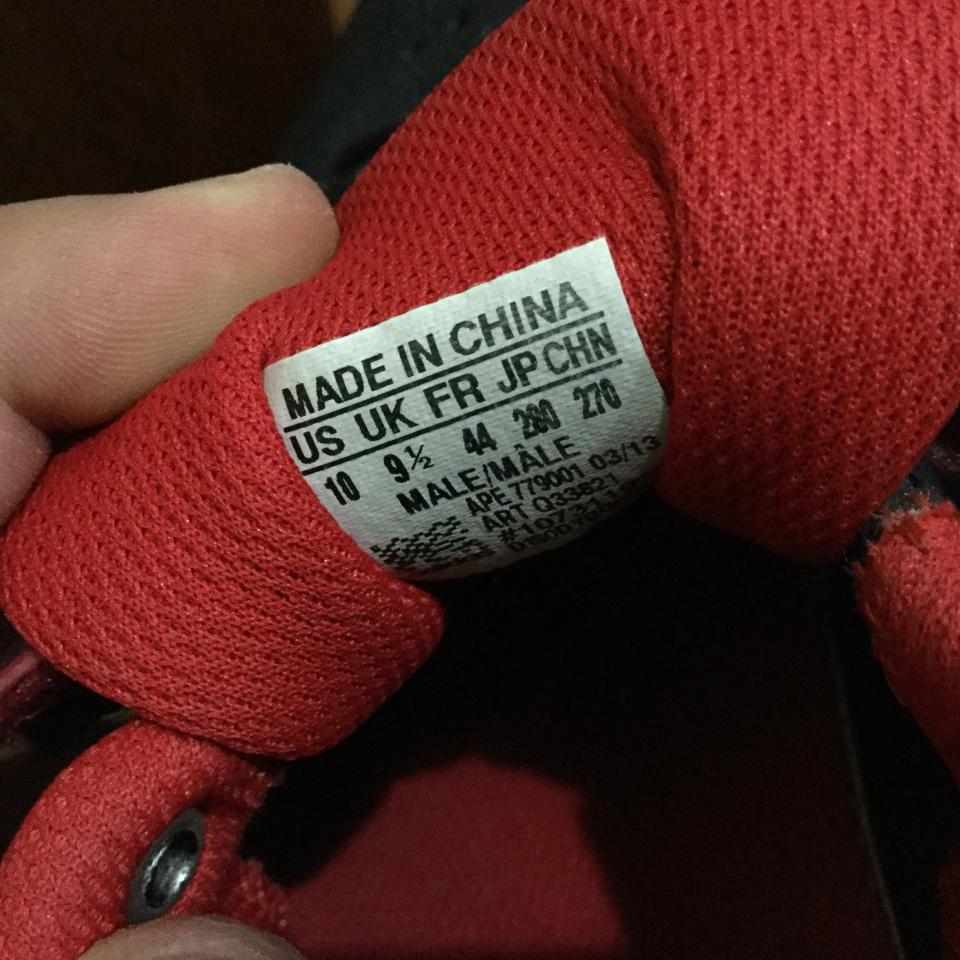 MADE IN CHINA
US UK FR JP CHN
10 9½ 44 280 270
MALE/MÂLE
APE 779001 03/13
ART Q33821